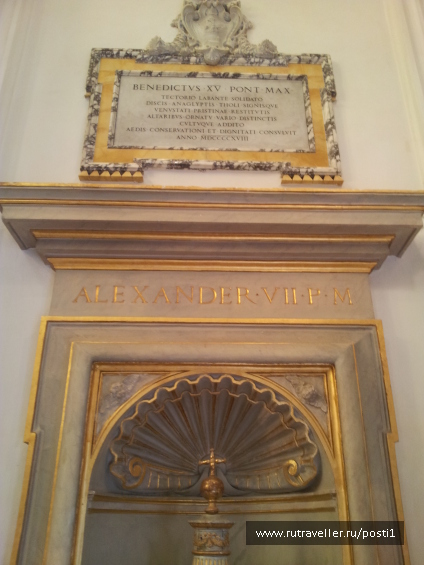 BENEDICTVS XV PONT MAX
TECTORIO LABANTE SOLIDATO
DISCIS ANAGLYPTIS THOLI SIGNISQVE
VENVSTATI PRISTINAE RESTITVTIS
ALTARIBVS ORNATV VARIO DISTINCTIS
CVLTVQVE ADDITO
AEDIS CONSERVATIONI ET DIGNITATI CONSVLVIT
ANNO MDCCCCXVIII
ALEXANDER·VII·P·M
www.rutraveller.ru/posti1